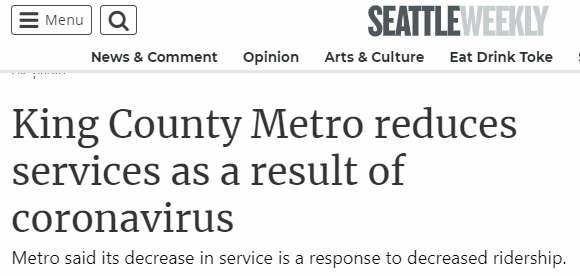 Menu
SEATTLEWEEKLY
News & Comment Opinion Arts & Culture Eat Drink Toke
King County Metro reduces
services as a result of
coronavirus
Metro said its decrease in service is a response to decreased ridership.